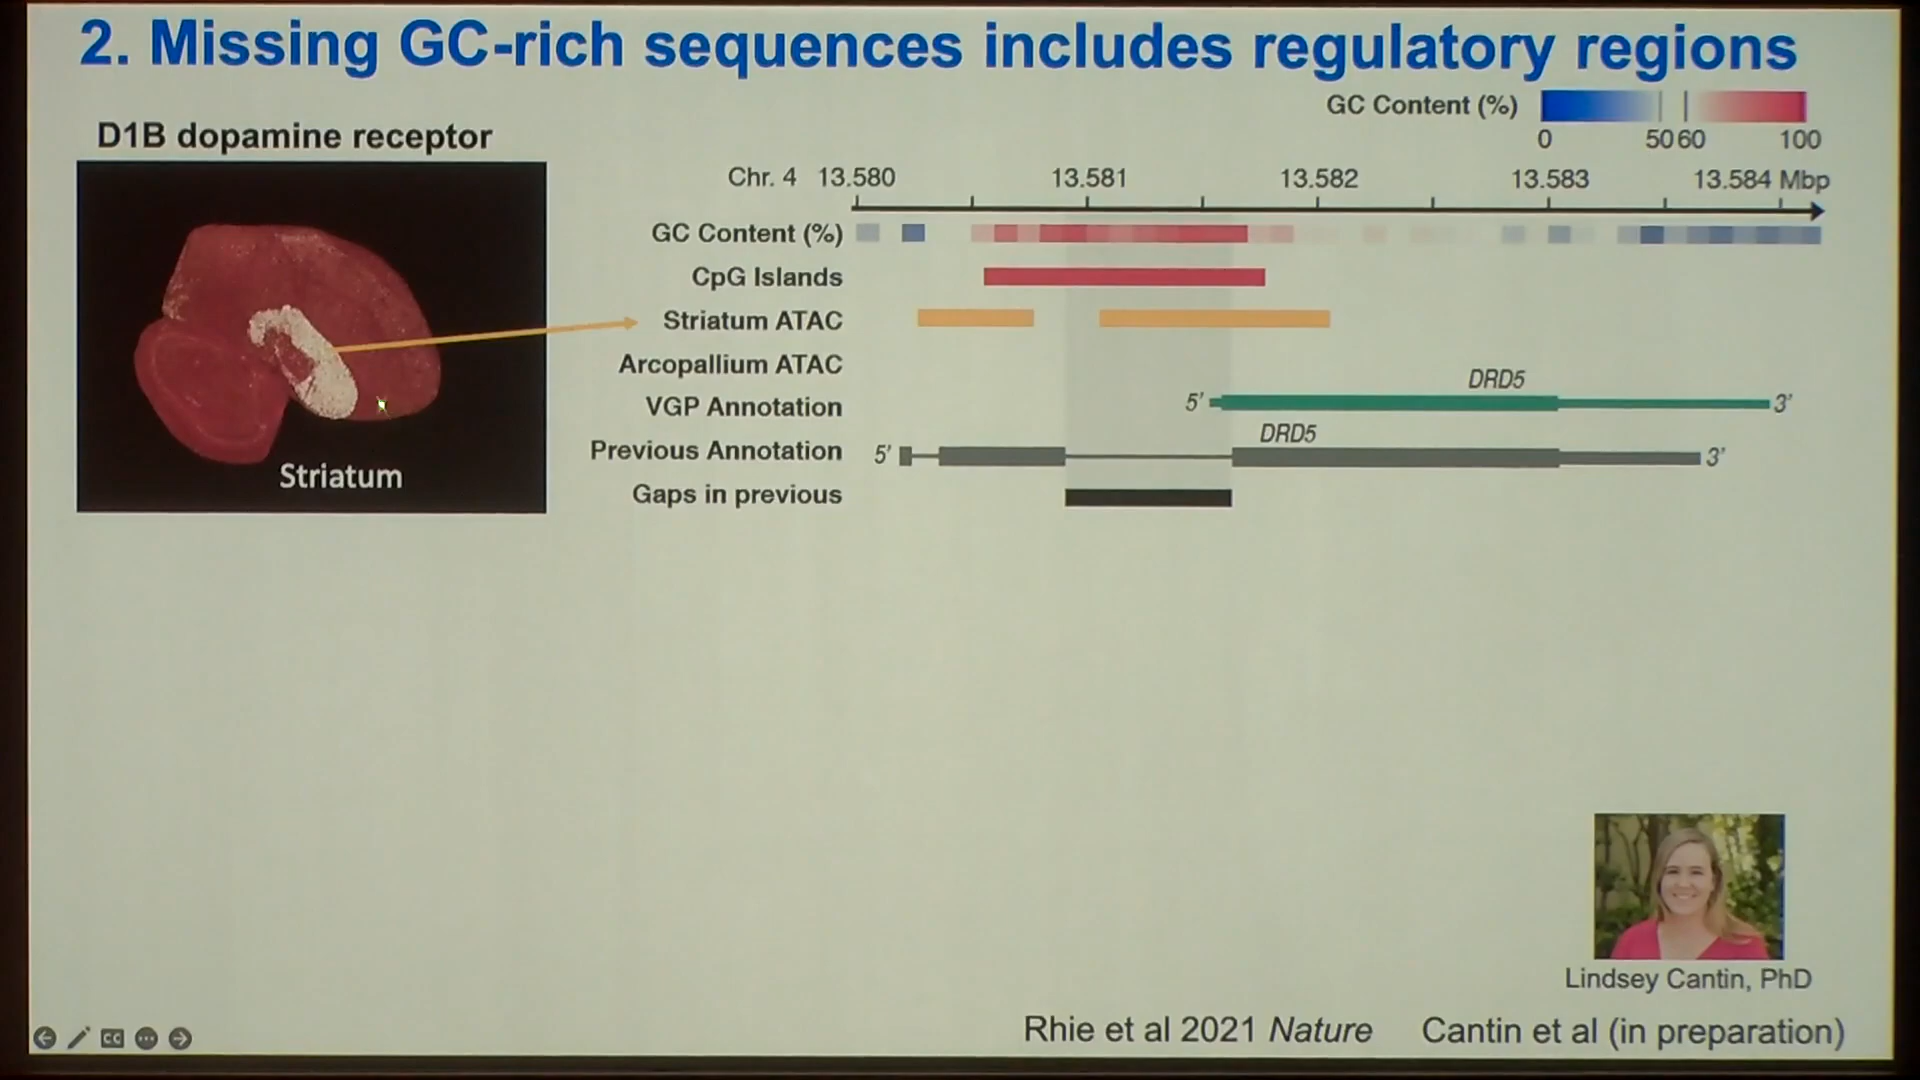 2. Missing GC-rich sequences includes regulatory regions
GC Content (%)
0 50 60 100
D1B dopamine receptor
Striatum
Chr. 4 13.580 13.581 13.582 13.583 13.584 Mbp
GC Content (%)
CpG Islands
Striatum ATAC
Arcopallium ATAC
DRD5
VGP Annotation 5' 3'
DRD5
Previous Annotation 5' 3'
Gaps in previous
Lindsey Cantin, PhD
Rhie et al 2021 Nature Cantin et al (in preparation)
CC